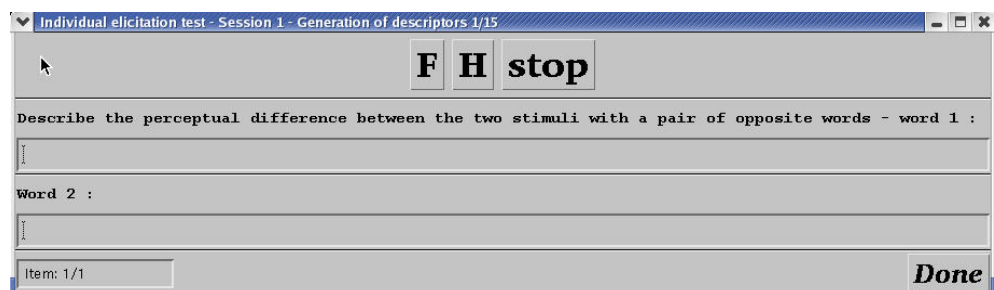 Individual elicitation test - Session 1 - Generation of descriptors 1/15
F H stop
Describe the perceptual difference between the two stimuli with a pair of opposite words - word 1 :
Word 2 :
Item: 1/1
Done